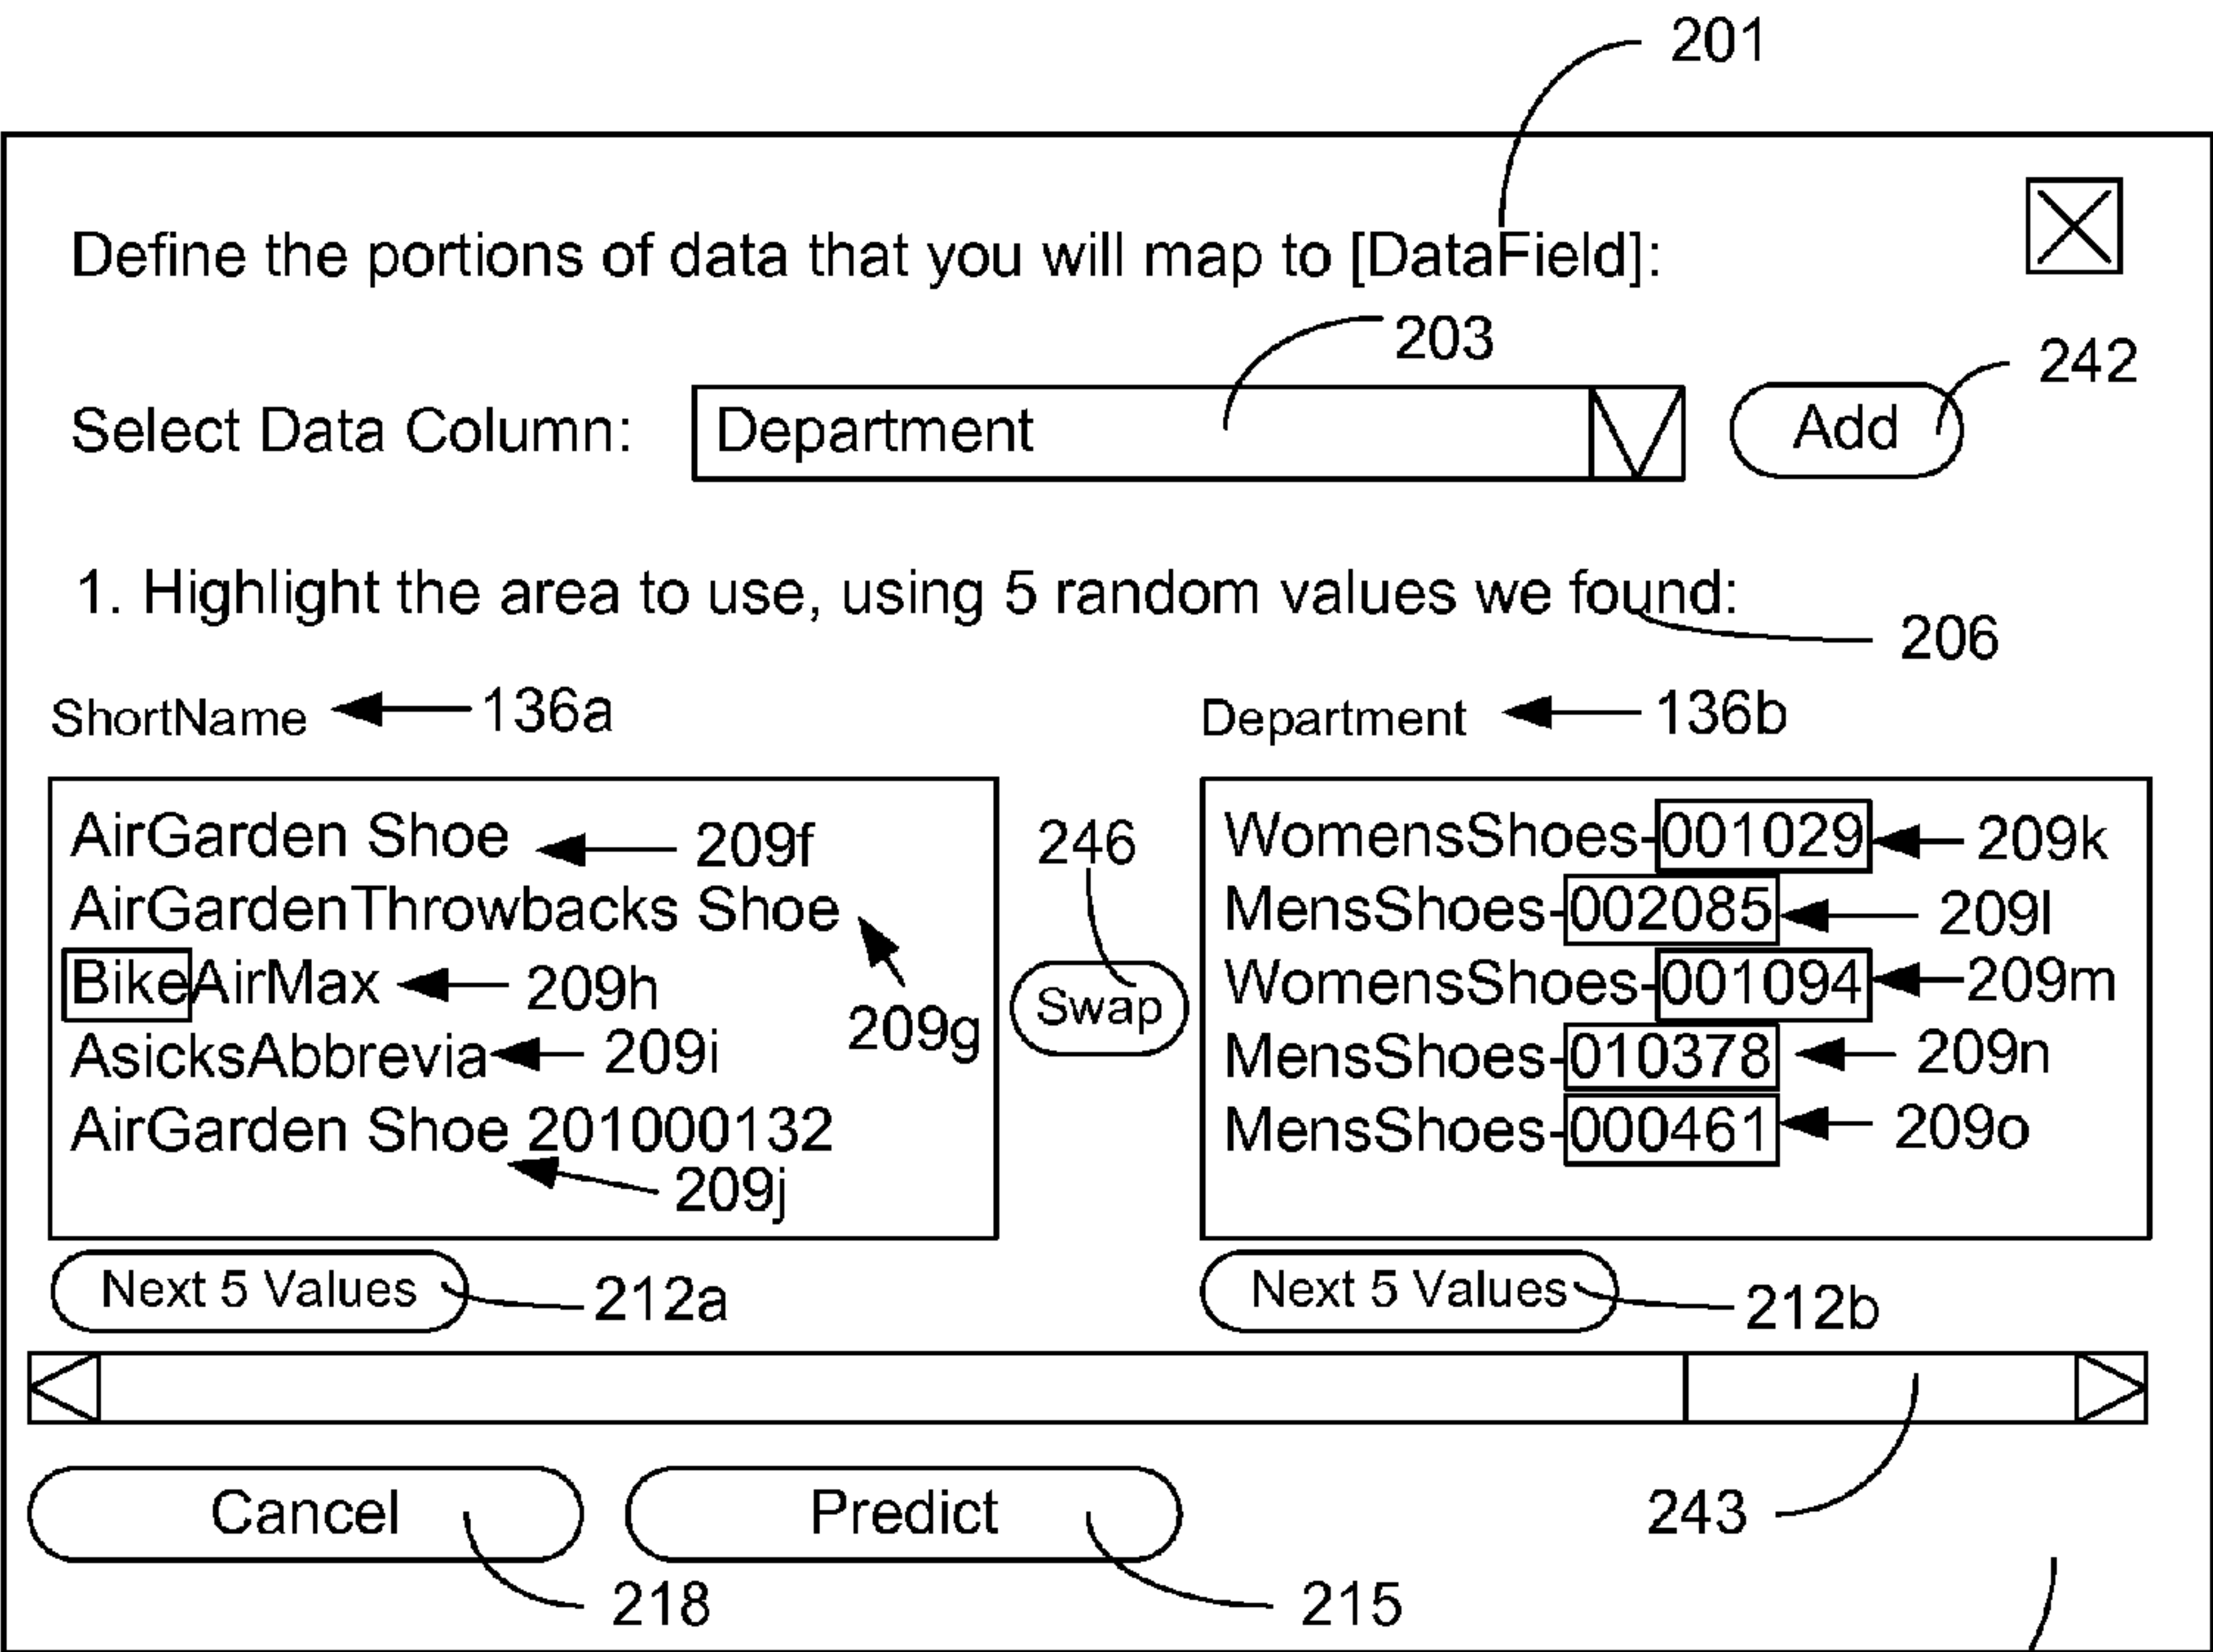 201
Define the portions of data that you will map to [DataField]:
203
242
Select Data Column: Department Add
1. Highlight the area to use, using 5 random values we found:
206
ShortName 136a Department 136b
AirGarden Shoe 209f 246 WomensShoes-001029 209k
AirGardenThrowbacks Shoe MensShoes-002085 209l
BikeAirMax 209h 209g Swap WomensShoes-001094 209m
AsicksAbbrevia 209i MensShoes-010378 209n
AirGarden Shoe 201000132 MensShoes-000461 209o
209j
Next 5 Values 212a Next 5 Values 212b
Cancel Predict 243
218 215